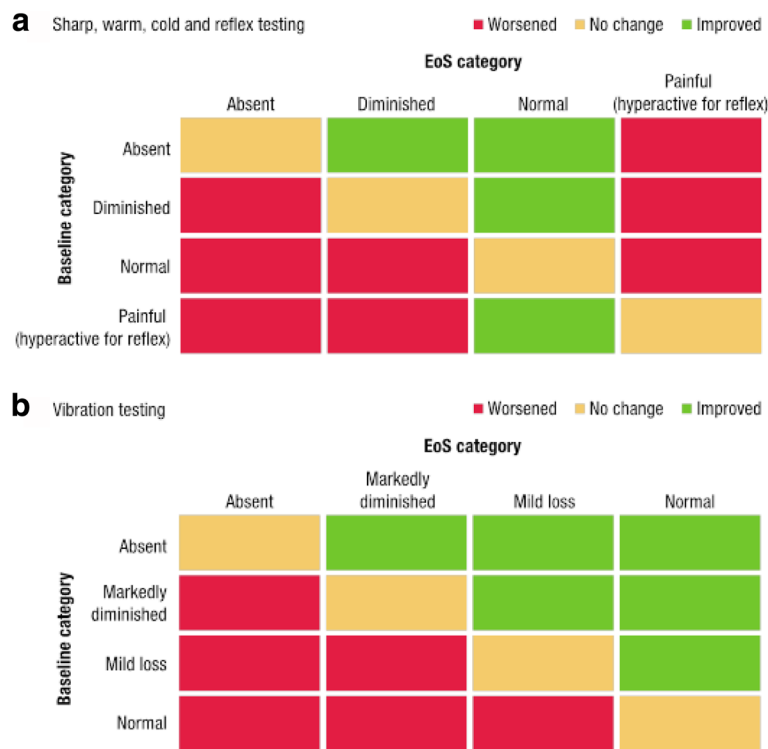 a Sharp, warm, cold and reflex testing Worsened No change Improved
EoS category
Painful
Absent Diminished Normal (hyperactive for reflex)
Baseline category
Absent
Diminished
Normal
Painful
(hyperactive for reflex)
b Vibration testing Worsened No change Improved
EoS category
Markedly
Absent diminished Mild loss Normal
Baseline category
Absent
Markedly
diminished
Mild loss
Normal